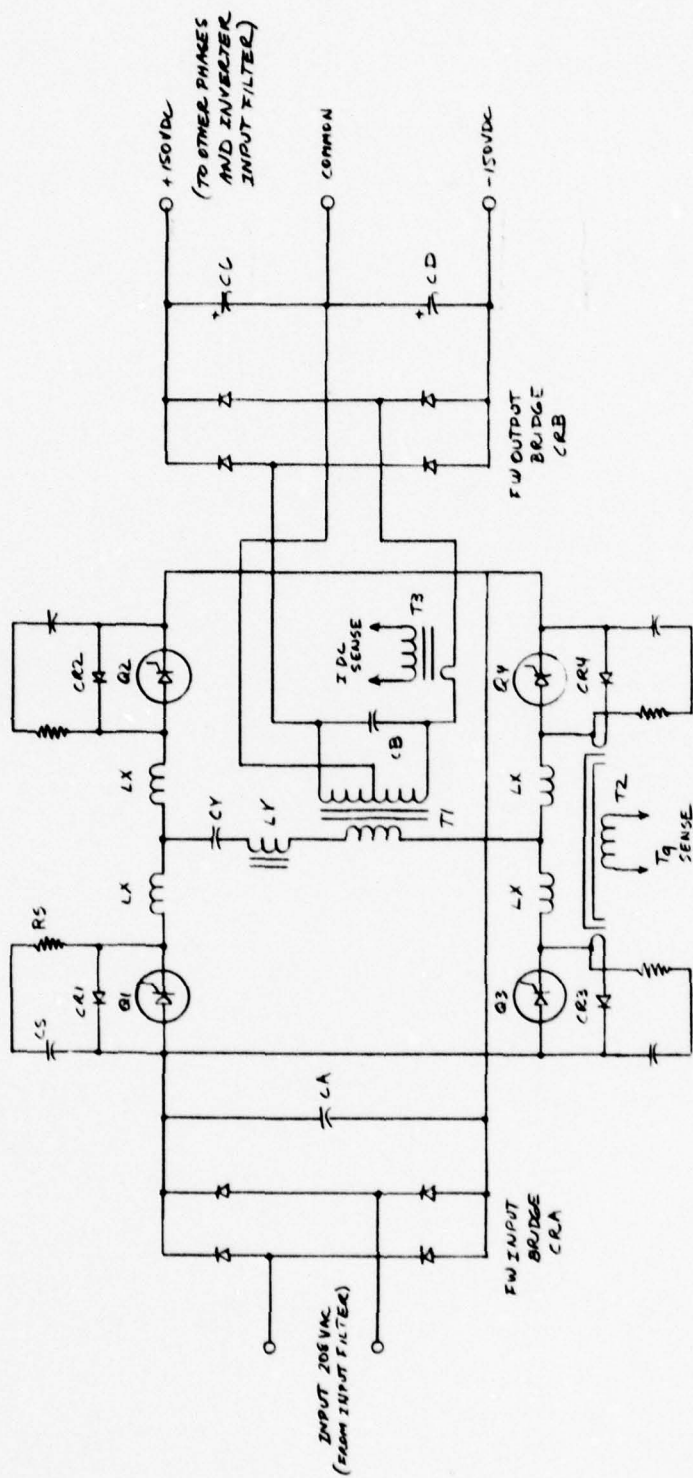 INPUT 208 VAC
(FROM INPUT FILTER)
FW INPUT
BRIDGE
CRA
CA
CS
RS
CR1
Q1
LX
LX
CR2
Q2
CY
LY
T1
CB
I DC
SENSE
T3
Q3
CR3
LX
LX
Q4
CR4
T2
Tq
SENSE
FW OUTPUT
BRIDGE
CRB
+
CC
+
CD
+150VDC
(TO OTHER PHASES
AND INVERTER
INPUT FILTER)
COMMON
-150VDC